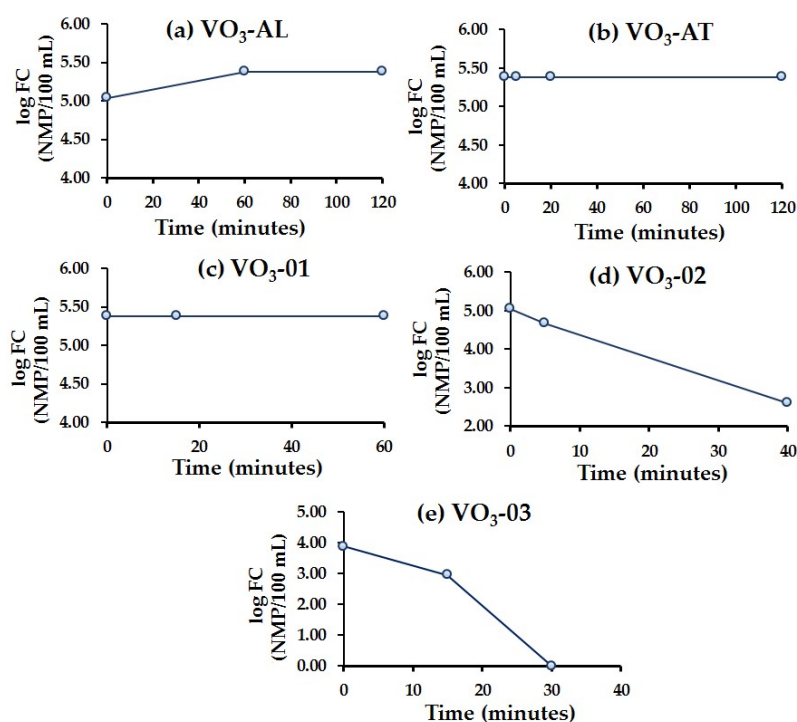 (a) VO₃-AL
log FC
(NMP/100 mL)
6.00
5.50
5.00
4.50
4.00
0 20 40 60 80 100 120
Time (minutes)
(b) VO₃-AT
log FC
(NMP/100 mL)
6.00
5.50
5.00
4.50
4.00
0 20 40 60 80 100 120
Time (minutes)
(c) VO₃-01
log FC
(NMP/100 mL)
6.00
5.50
5.00
4.50
4.00
0 20 40 60
Time (minutes)
(d) VO₃-02
log FC
(NMP/100 mL)
6.00
5.00
4.00
3.00
2.00
0 10 20 30 40
Time (minutes)
(e) VO₃-03
log FC
(NMP/100 mL)
5.00
4.00
3.00
2.00
1.00
0.00
0 10 20 30 40
Time (minutes)